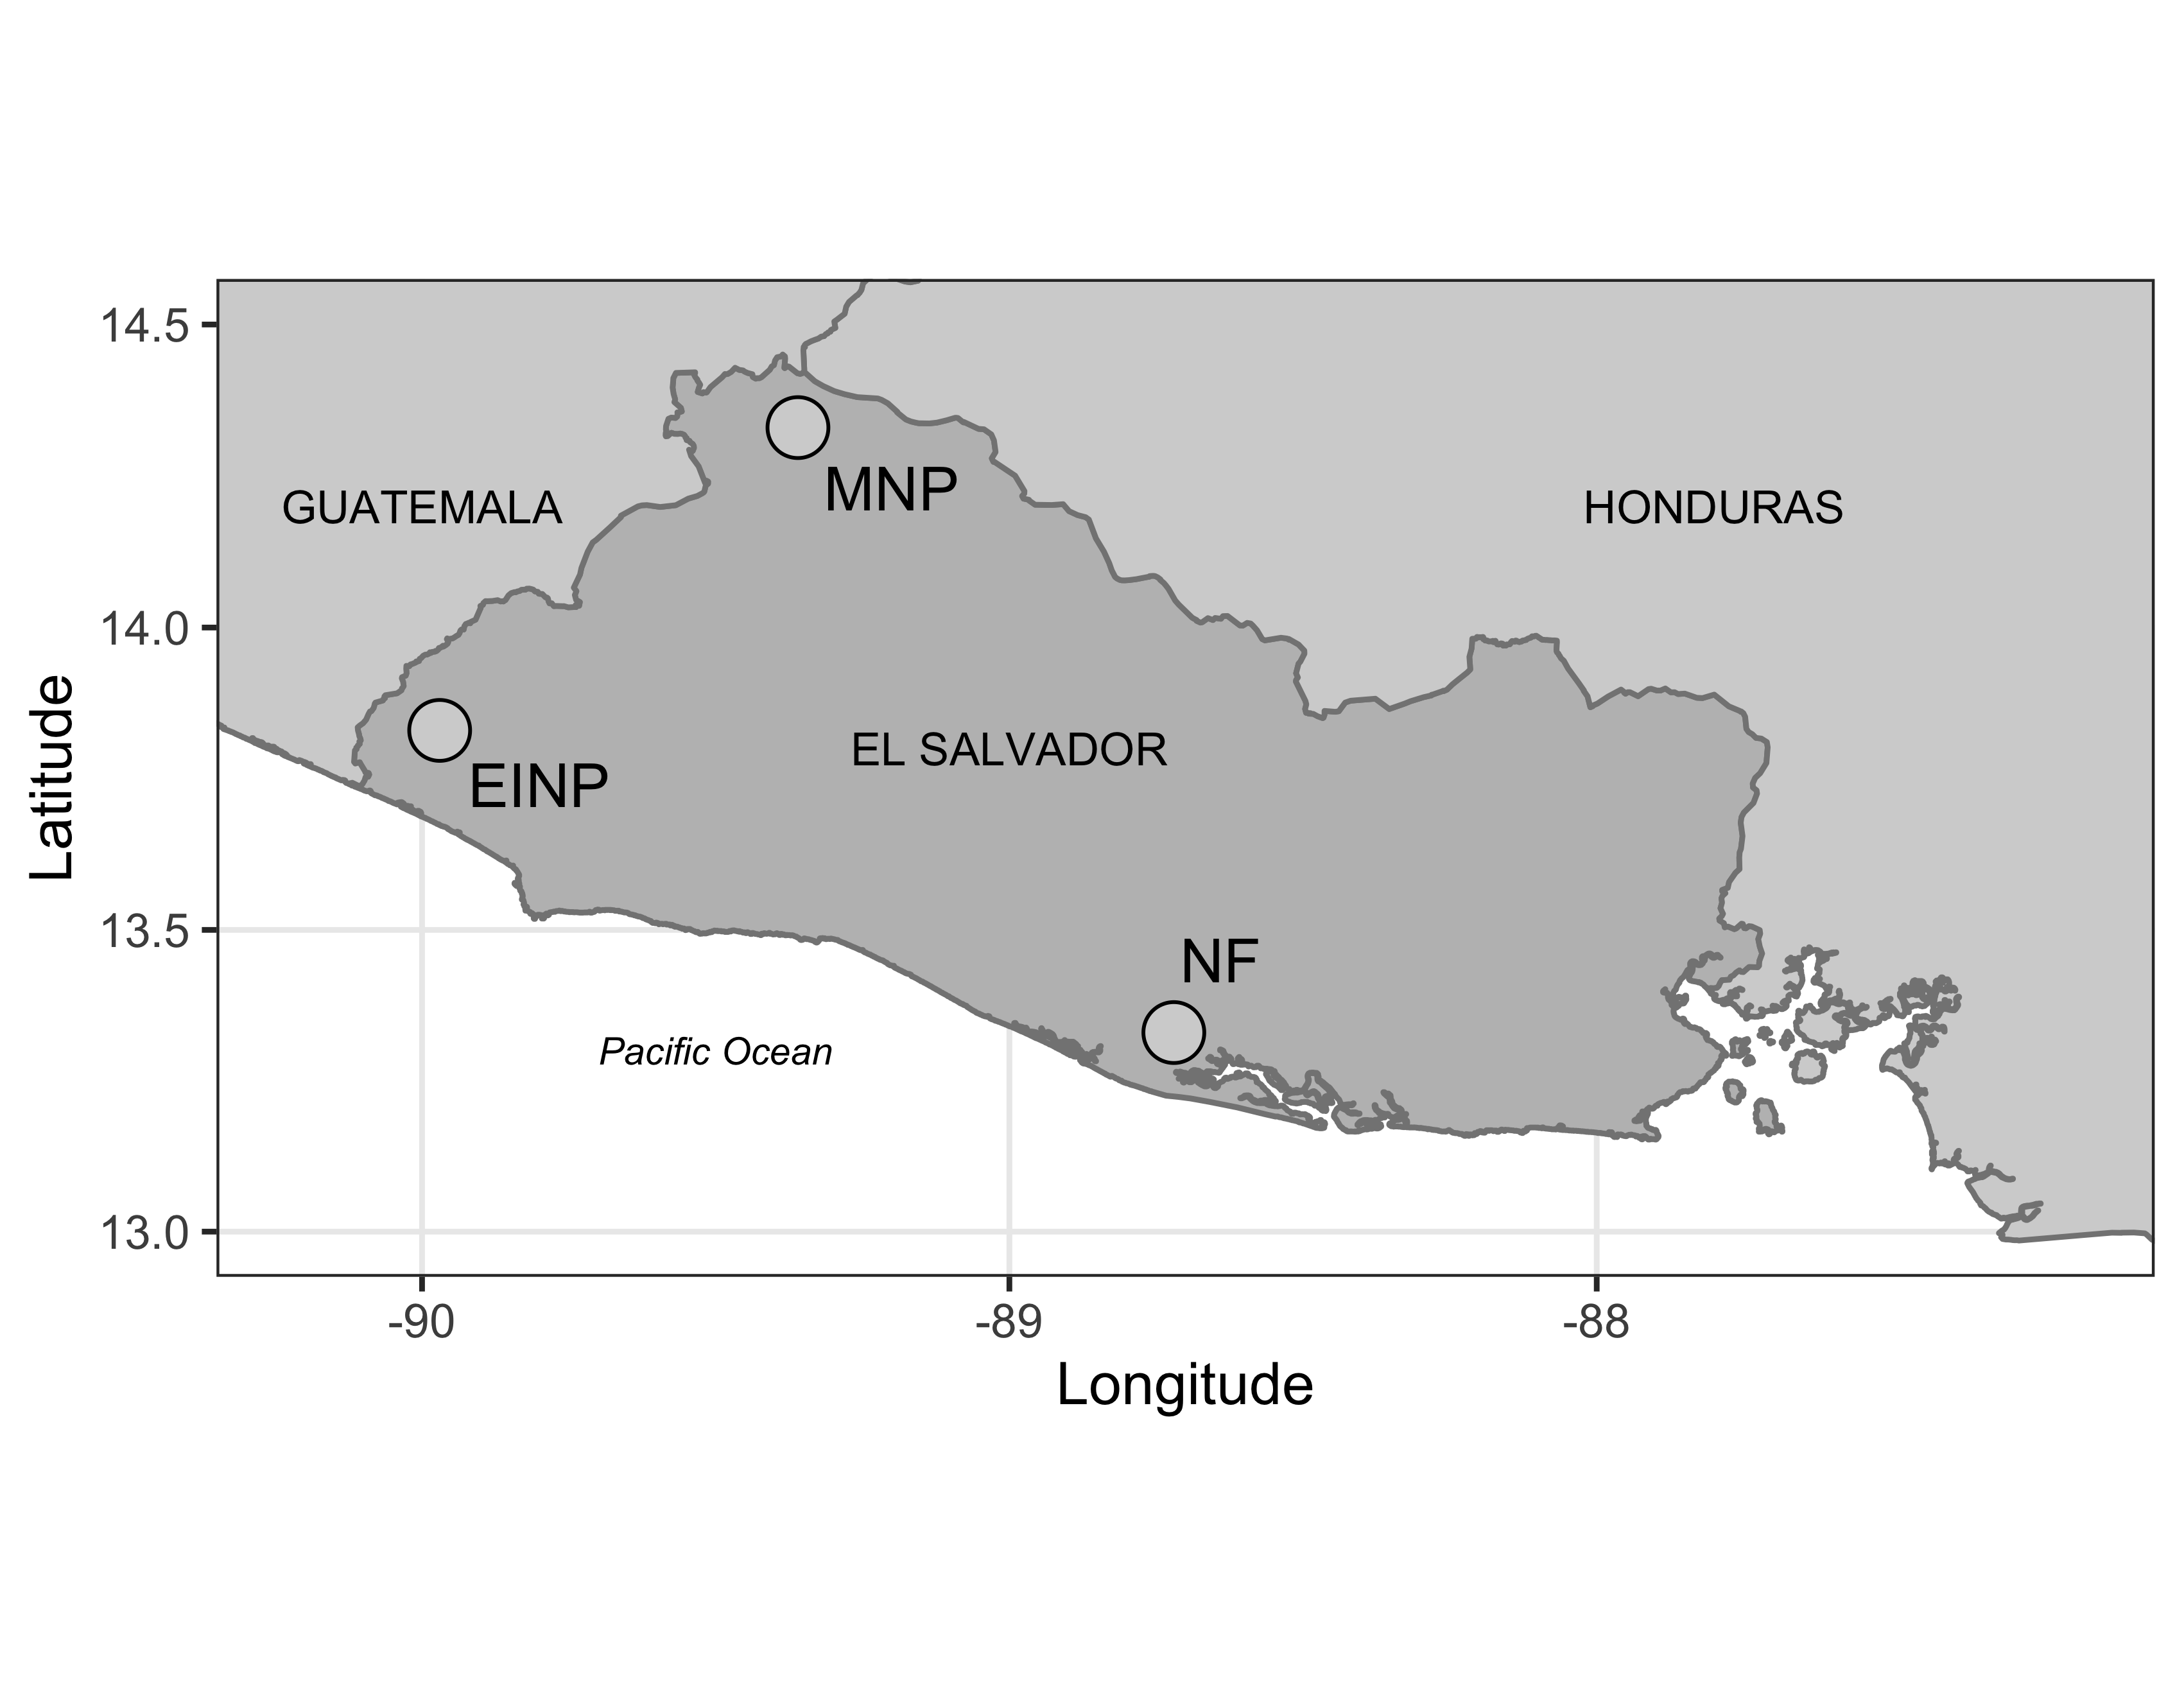 14.5
MNP
GUATEMALA
HONDURAS
14.0
EL SALVADOR
EINP
Latitude
13.5
NF
Pacific Ocean
13.0
-90
-89
-88
Longitude